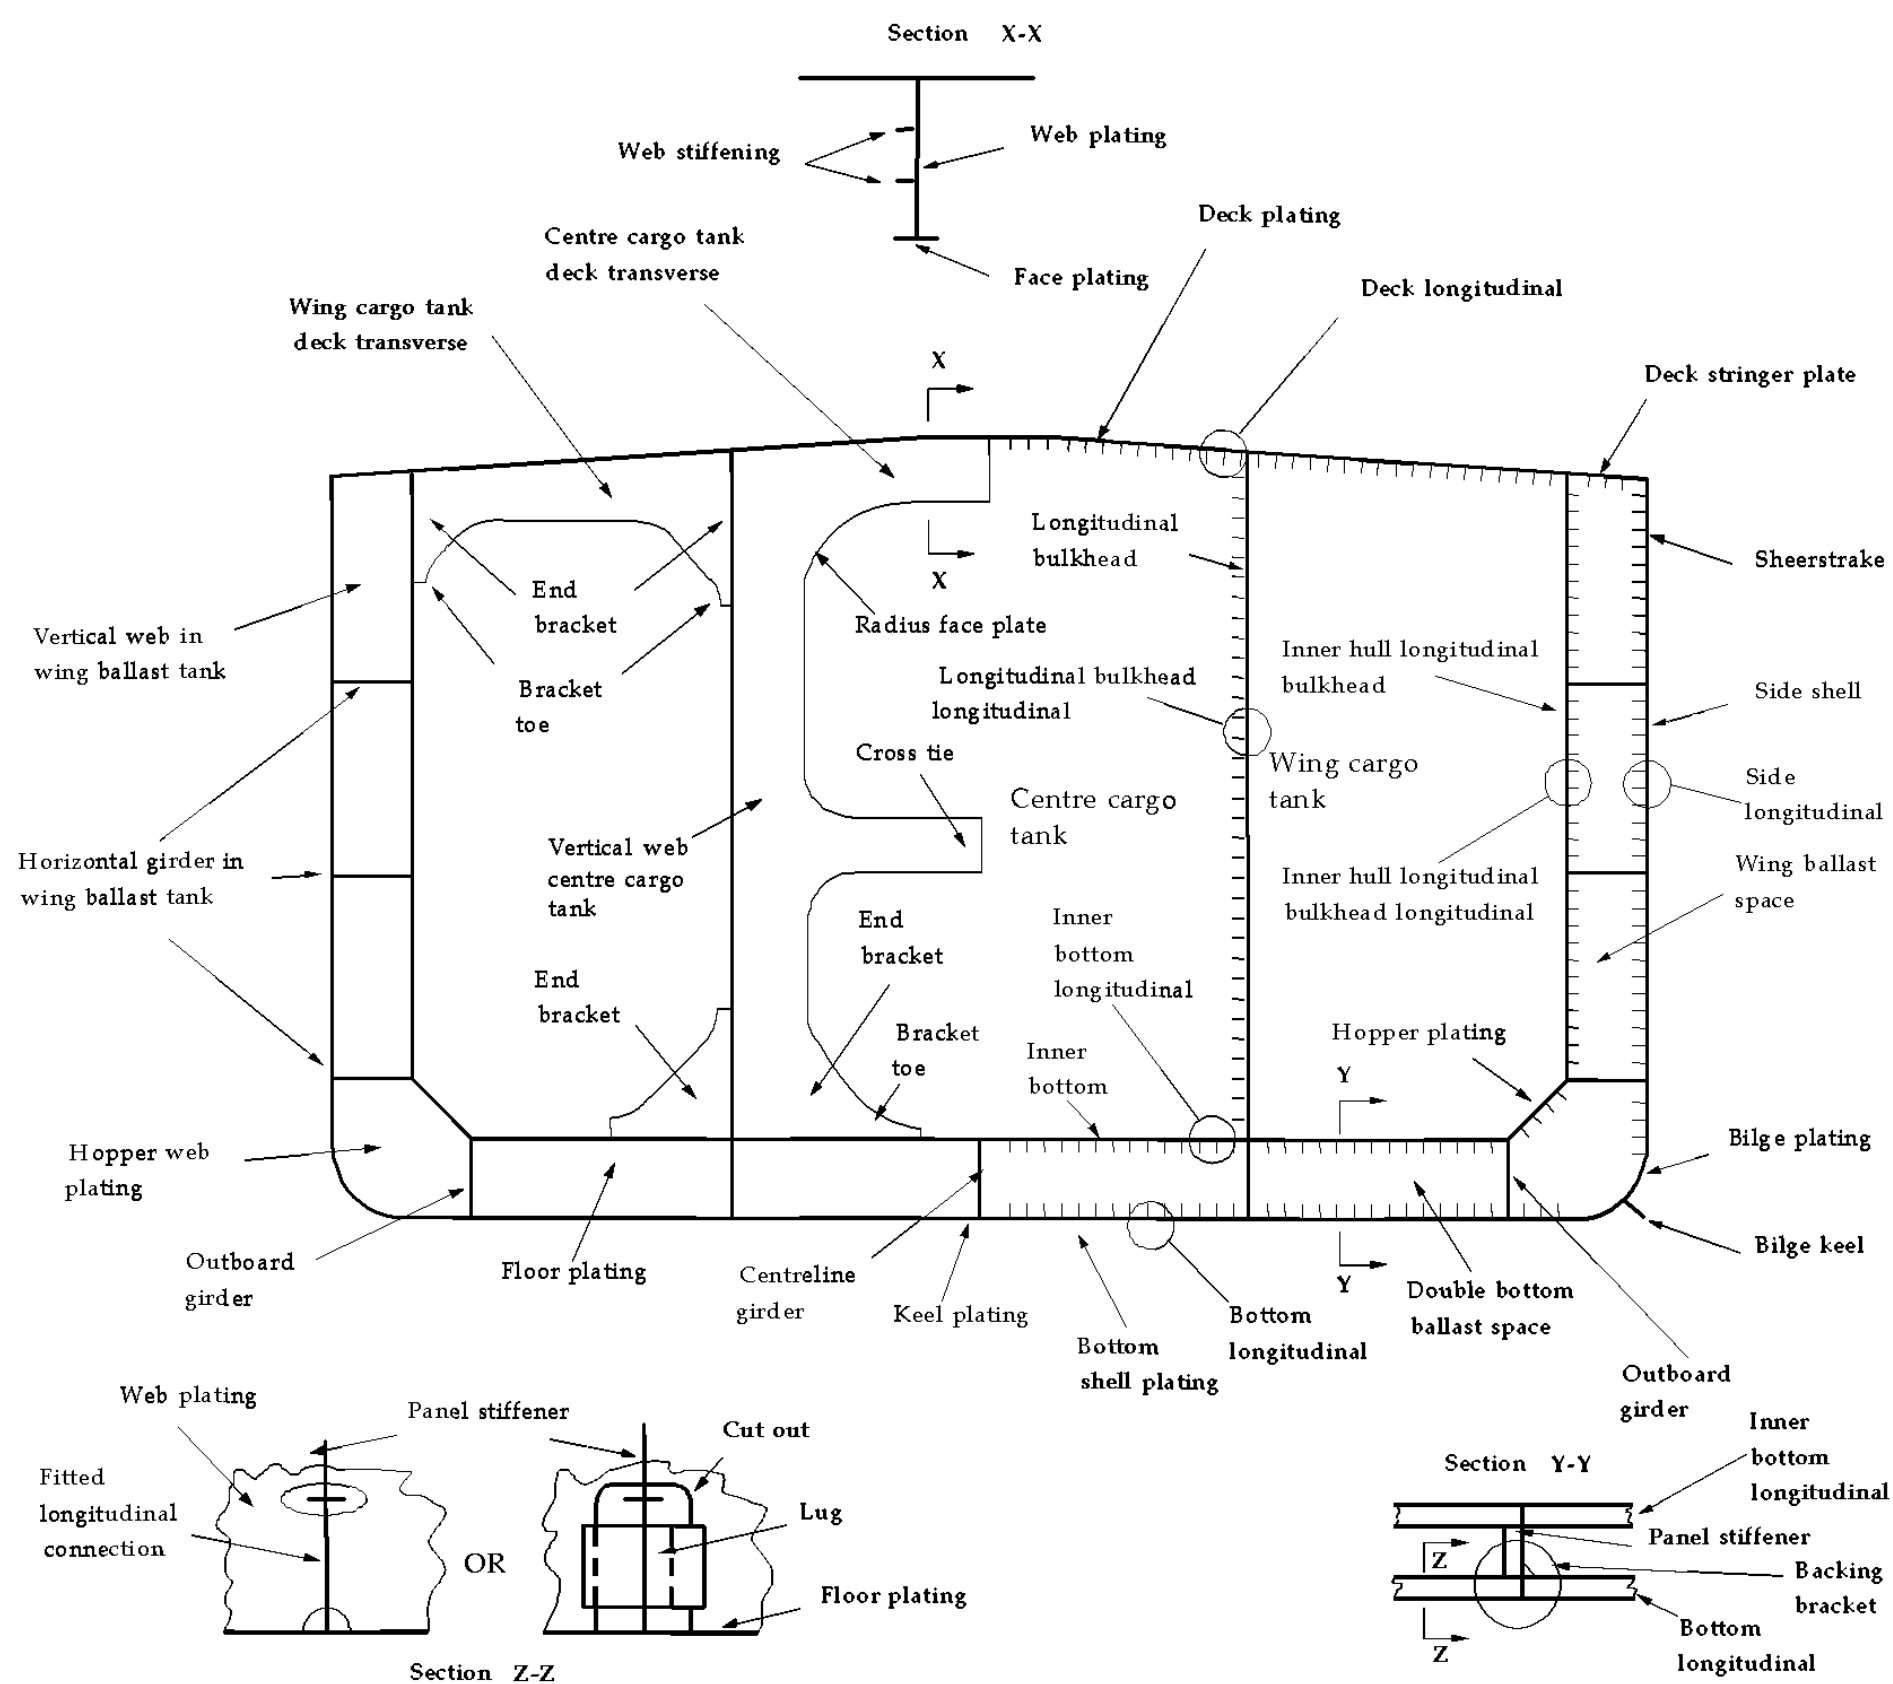 Section X-X
Web stiffening
Web plating
Face plating
Deck plating
Centre cargo tank
deck transverse
Deck longitudinal
Wing cargo tank
deck transverse
Deck stringer plate
X
X
Longitudinal
bulkhead
Sheerstrake
End
bracket
Radius face plate
Vertical web in
wing ballast tank
Bracket
toe
Longitudinal bulkhead
longitudinal
Inner hull longitudinal
bulkhead
Side shell
Cross tie
Wing cargo
tank
Centre cargo
tank
Side
longitudinal
Vertical web
centre cargo
tank
Horizontal girder in
wing ballast tank
Inner hull longitudinal
bulkhead longitudinal
Wing ballast
space
End
bracket
Inner
bottom
longitudinal
End
bracket
Bracket
toe
Inner
bottom
Hopper plating
Y
Hopper web
plating
Bilge plating
Outboard
girder
Floor plating
Centreline
girder
Keel plating
Bottom
shell plating
Bottom
longitudinal
Y
Double bottom
ballast space
Bilge keel
Outboard
girder
Web plating
Panel stiffener
Cut out
Fitted
longitudinal
connection
OR
Lug
Floor plating
Section Z-Z
Section Y-Y
Inner
bottom
longitudinal
Panel stiffener
Z
Backing
bracket
Z
Bottom
longitudinal